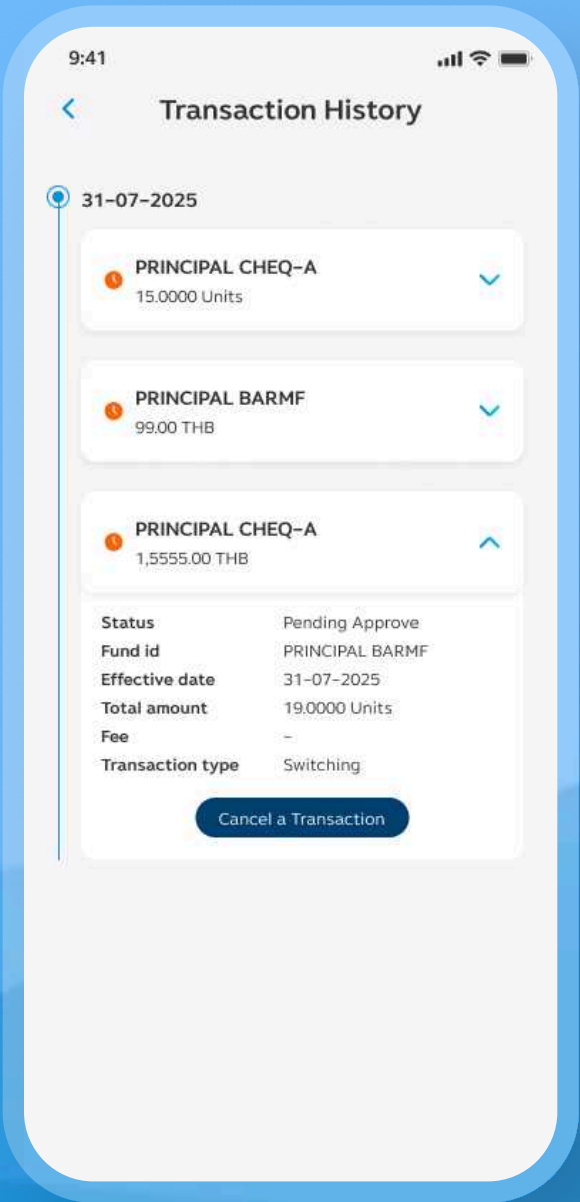 9:41
Transaction History
31-07-2025
PRINCIPAL CHEQ-A
15.0000 Units
PRINCIPAL BARMF
99.00 THB
PRINCIPAL CHEQ-A
1,5555.00 THB
Status Pending Approve
Fund id PRINCIPAL BARMF
Effective date 31-07-2025
Total amount 19.0000 Units
Fee -
Transaction type Switching
Cancel a Transaction